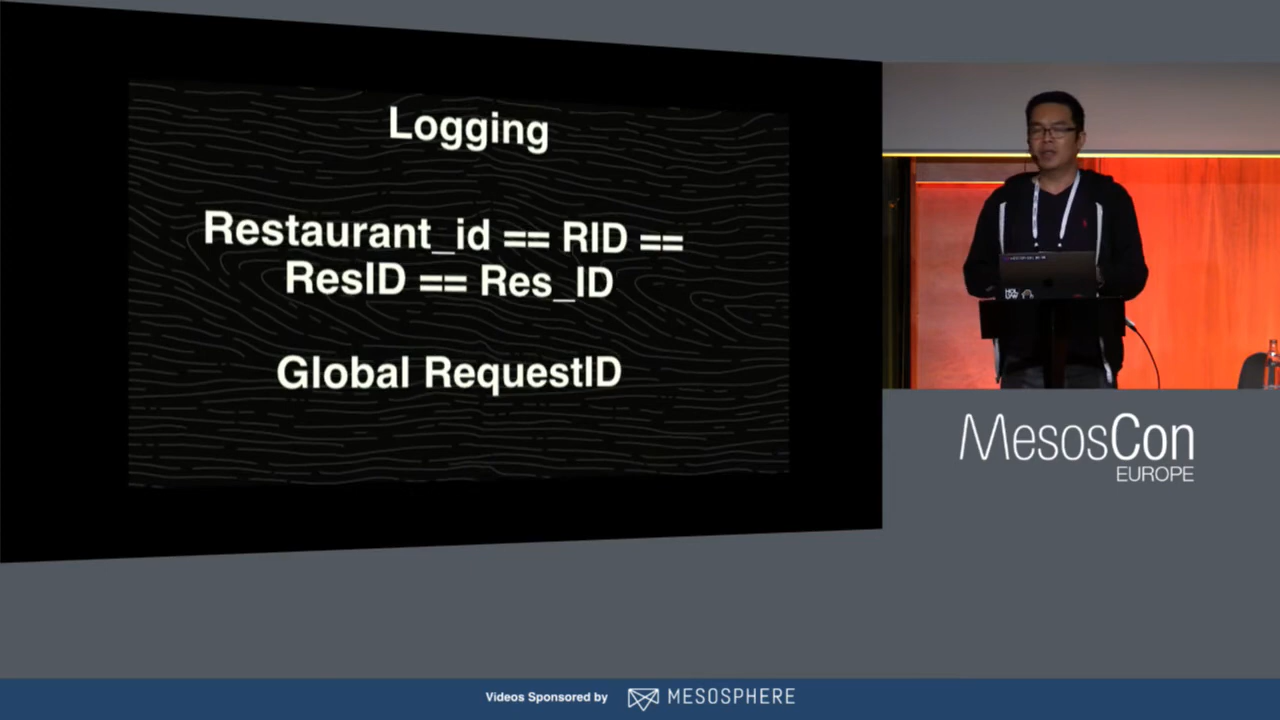 Logging
Restaurant_id == RID ==
ResID == Res_ID
Global RequestID
MesosCon
EUROPE
Videos Sponsored by MESOSPHERE